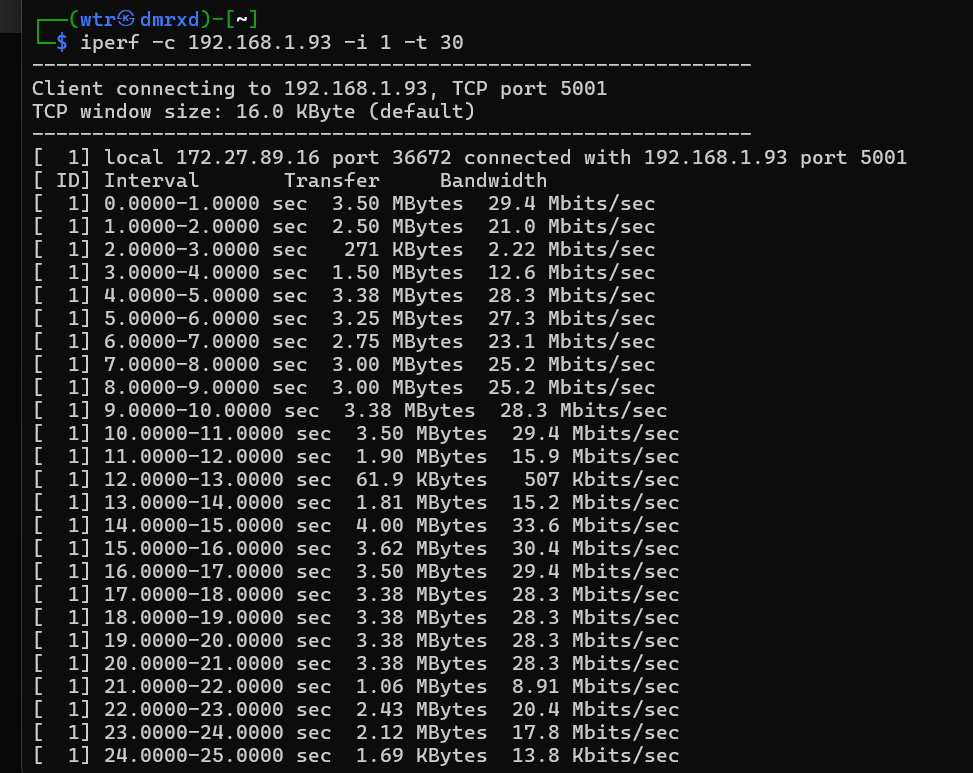 ┌──(wtr㉿dmrxd)-[~]
└─$ iperf -c 192.168.1.93 -i 1 -t 30
------------------------------------------------------------
Client connecting to 192.168.1.93, TCP port 5001
TCP window size: 16.0 KByte (default)
------------------------------------------------------------
[  1] local 172.27.89.16 port 36672 connected with 192.168.1.93 port 5001
[ ID] Interval       Transfer     Bandwidth
[  1] 0.0000-1.0000 sec  3.50 MBytes  29.4 Mbits/sec
[  1] 1.0000-2.0000 sec  2.50 MBytes  21.0 Mbits/sec
[  1] 2.0000-3.0000 sec   271 KBytes  2.22 Mbits/sec
[  1] 3.0000-4.0000 sec  1.50 MBytes  12.6 Mbits/sec
[  1] 4.0000-5.0000 sec  3.38 MBytes  28.3 Mbits/sec
[  1] 5.0000-6.0000 sec  3.25 MBytes  27.3 Mbits/sec
[  1] 6.0000-7.0000 sec  2.75 MBytes  23.1 Mbits/sec
[  1] 7.0000-8.0000 sec  3.00 MBytes  25.2 Mbits/sec
[  1] 8.0000-9.0000 sec  3.00 MBytes  25.2 Mbits/sec
[  1] 9.0000-10.0000 sec  3.38 MBytes  28.3 Mbits/sec
[  1] 10.0000-11.0000 sec  3.50 MBytes  29.4 Mbits/sec
[  1] 11.0000-12.0000 sec  1.90 MBytes  15.9 Mbits/sec
[  1] 12.0000-13.0000 sec  61.9 KBytes   507 Kbits/sec
[  1] 13.0000-14.0000 sec  1.81 MBytes  15.2 Mbits/sec
[  1] 14.0000-15.0000 sec  4.00 MBytes  33.6 Mbits/sec
[  1] 15.0000-16.0000 sec  3.62 MBytes  30.4 Mbits/sec
[  1] 16.0000-17.0000 sec  3.50 MBytes  29.4 Mbits/sec
[  1] 17.0000-18.0000 sec  3.38 MBytes  28.3 Mbits/sec
[  1] 18.0000-19.0000 sec  3.38 MBytes  28.3 Mbits/sec
[  1] 19.0000-20.0000 sec  3.38 MBytes  28.3 Mbits/sec
[  1] 20.0000-21.0000 sec  3.38 MBytes  28.3 Mbits/sec
[  1] 21.0000-22.0000 sec  1.06 MBytes  8.91 Mbits/sec
[  1] 22.0000-23.0000 sec  2.43 MBytes  20.4 Mbits/sec
[  1] 23.0000-24.0000 sec  2.12 MBytes  17.8 Mbits/sec
[  1] 24.0000-25.0000 sec  1.69 KBytes  13.8 Kbits/sec